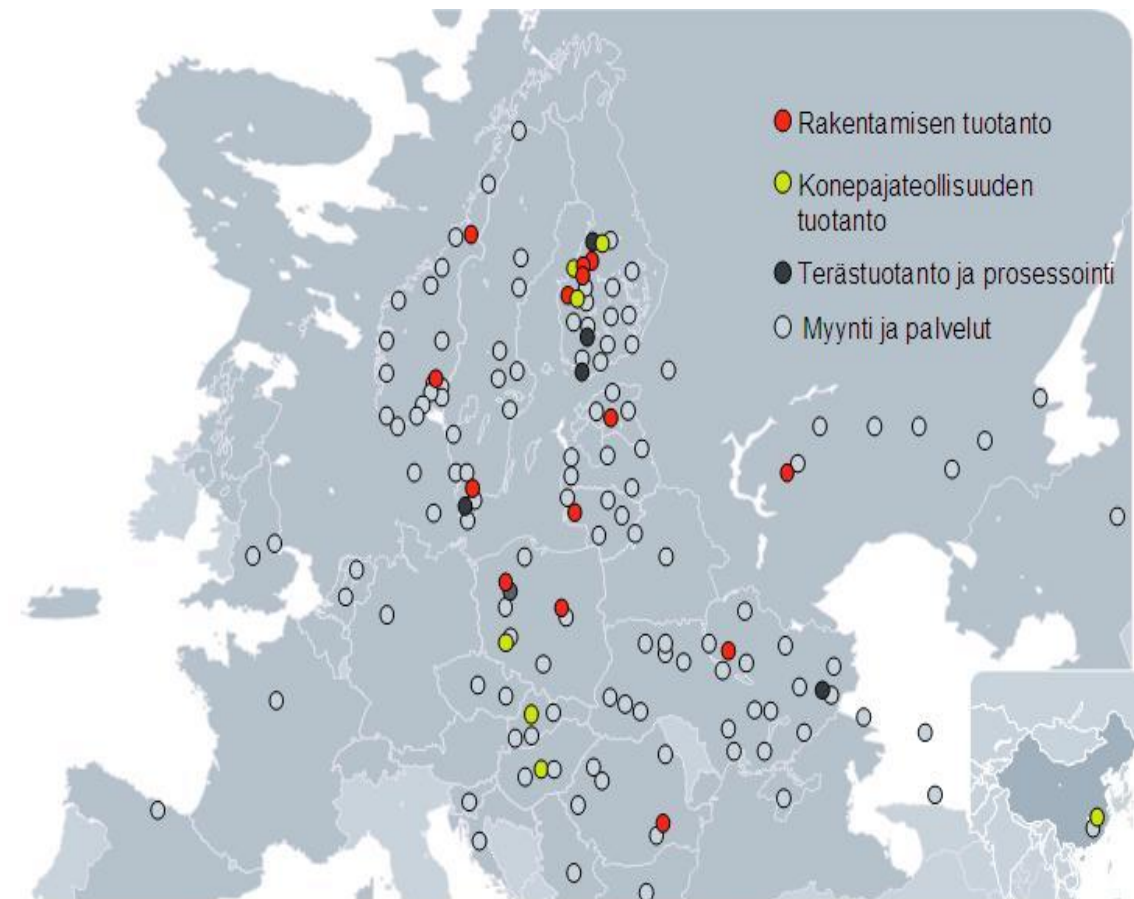 Rakentamisen tuotanto
Konepajateollisuuden
tuotanto
Terästuotanto ja prosessointi
Myynti ja palvelut